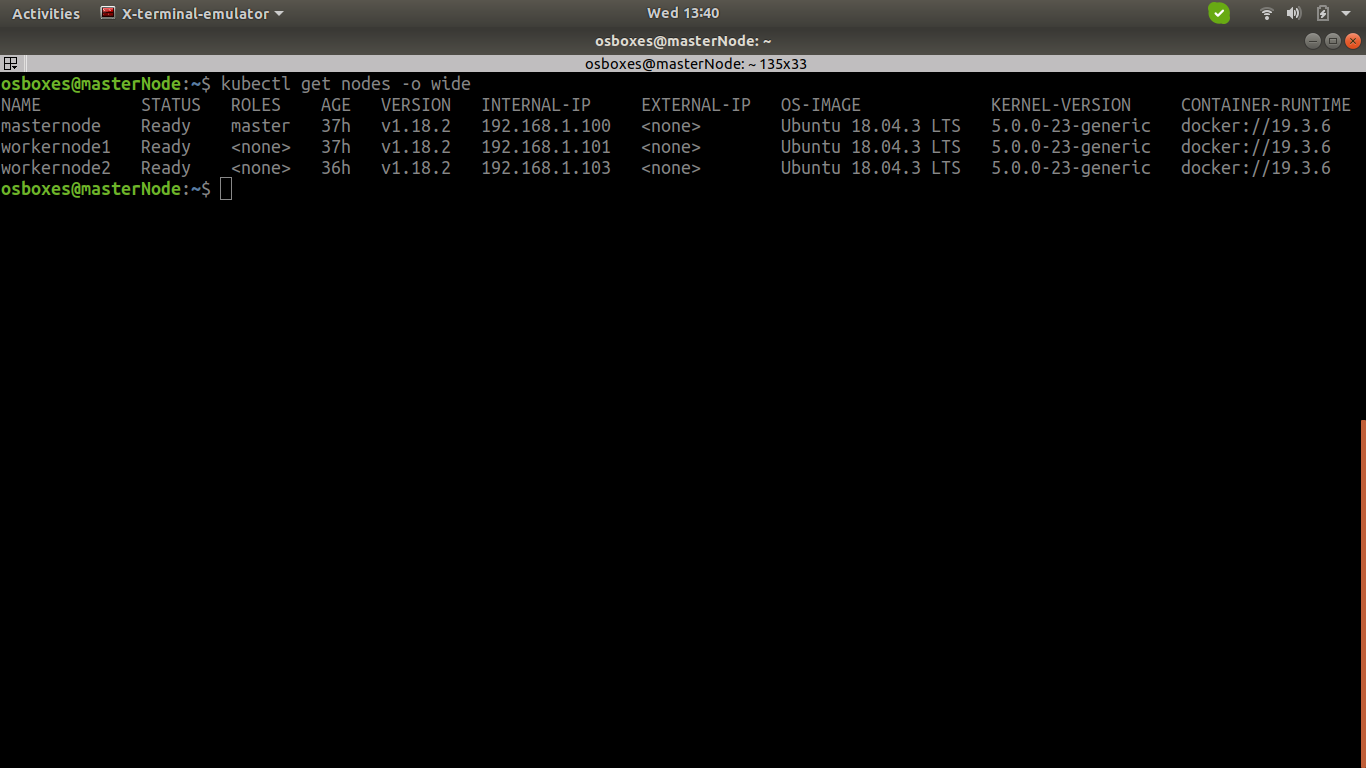 Activities X-terminal-emulator Wed 13:40
osboxes@masterNode: ~
osboxes@masterNode: ~ 135x33
osboxes@masterNode:~$ kubectl get nodes -o wide
NAME STATUS ROLES AGE VERSION INTERNAL-IP EXTERNAL-IP OS-IMAGE KERNEL-VERSION CONTAINER-RUNTIME
masternode Ready master 37h v1.18.2 192.168.1.100 <none> Ubuntu 18.04.3 LTS 5.0.0-23-generic docker://19.3.6
workernode1 Ready <none> 37h v1.18.2 192.168.1.101 <none> Ubuntu 18.04.3 LTS 5.0.0-23-generic docker://19.3.6
workernode2 Ready <none> 36h v1.18.2 192.168.1.103 <none> Ubuntu 18.04.3 LTS 5.0.0-23-generic docker://19.3.6
osboxes@masterNode:~$